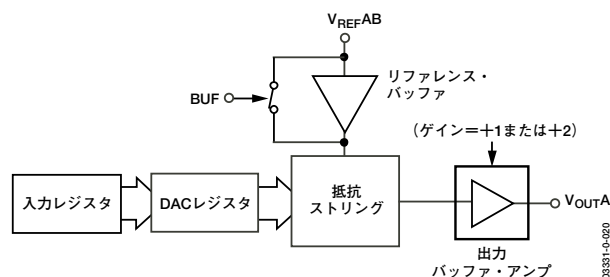 VREFAB
リファレンス・
バッファ
BUF
(ゲイン=+1または+2)
入力レジスタ
DACレジスタ
抵抗
ストリング
VOUTA
出力
バッファ・アンプ
03331-0-020